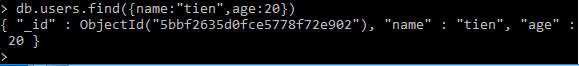 > db.users.find({name:"tien",age:20})
{ "_id" : ObjectId("5bbf2635d0fce5778f72e902"), "name" : "tien", "age" :
 20 }
>